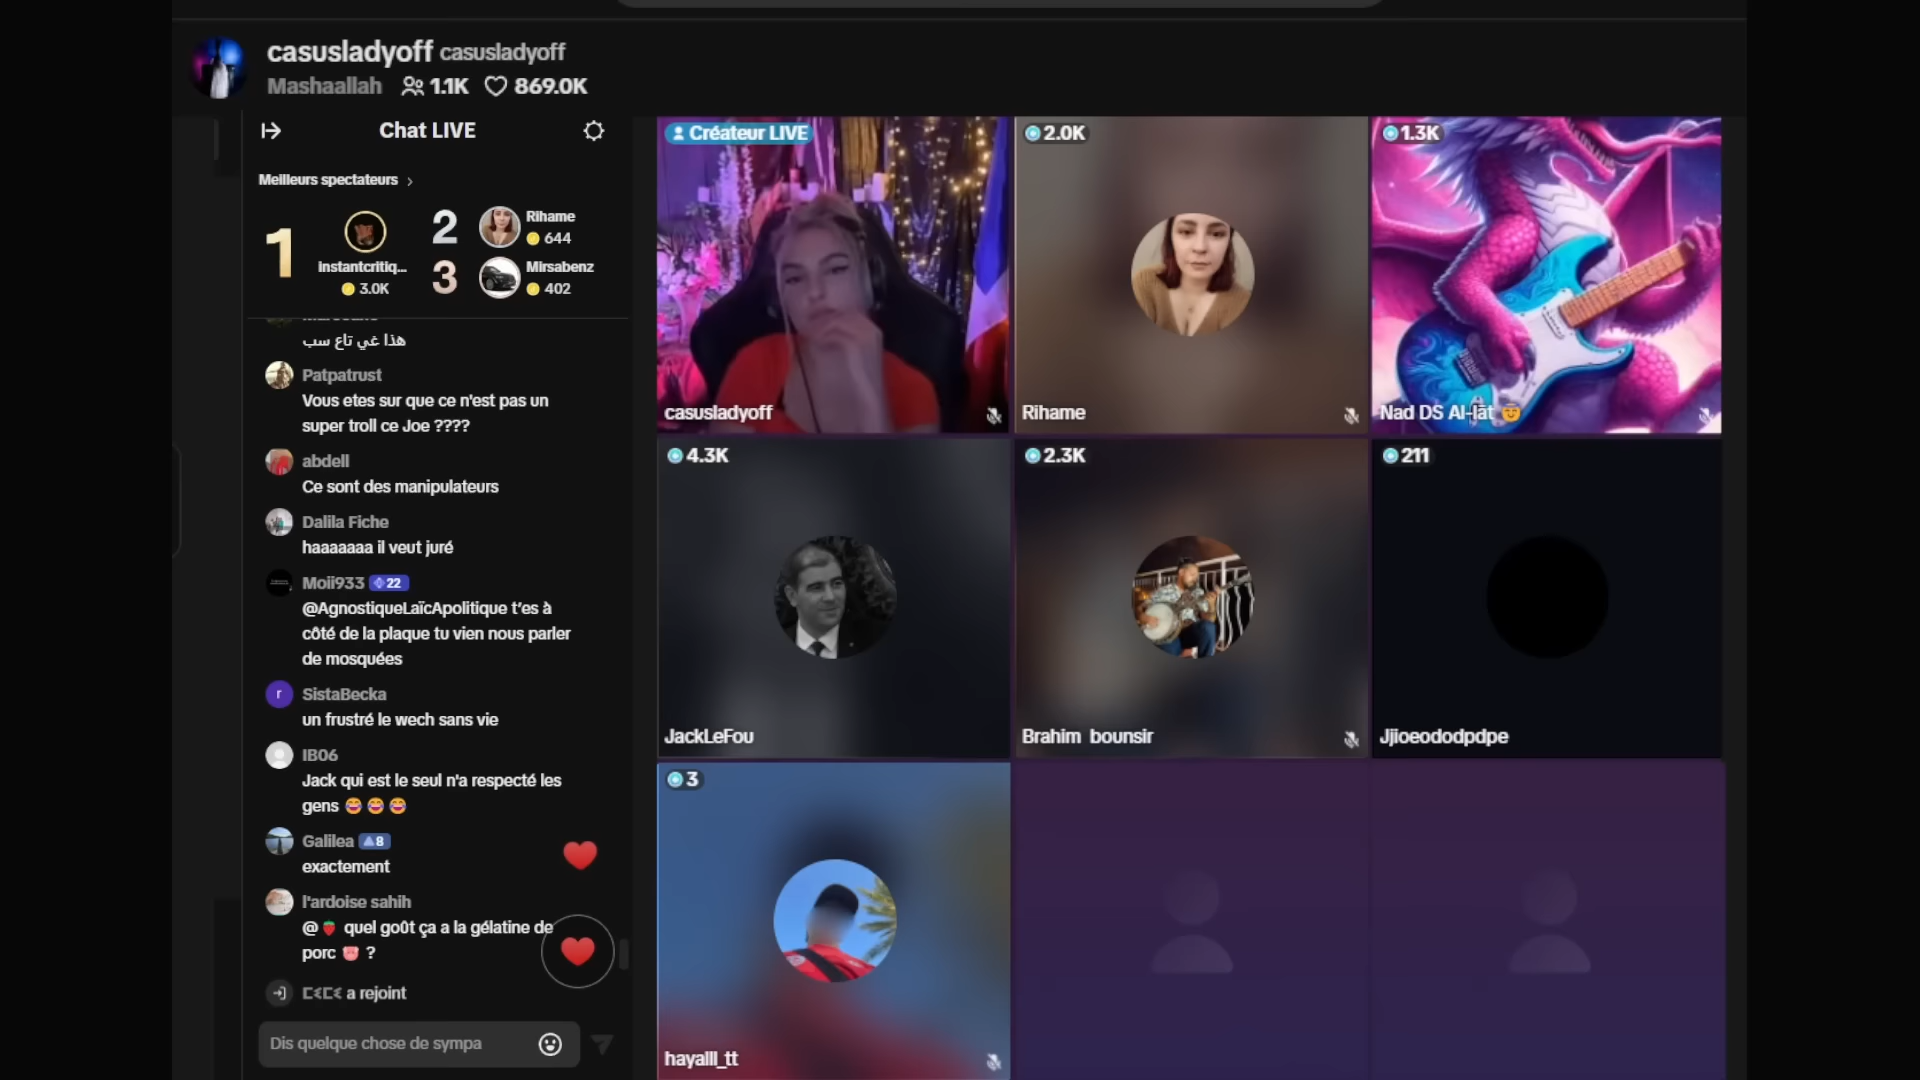 casusladyoff casusladyoff
Mashaallah 1.1K 869.0K
Chat LIVE
Meilleurs spectateurs >
1
Instantcritiq...
3.0K
2
Rihame
644
3
Mirsabenz
402
هذا غي تاع سب
Patpatrust
Vous etes sur que ce n'est pas un
super troll ce Joe ????
abdell
Ce sont des manipulateurs
Dalila Fiche
haaaaaaa il veut juré
Moii933 22
@AgnostiqueLaïcApolitique t'es à
côté de la plaque tu vien nous parler
de mosquées
r SistaBecka
un frustré le wech sans vie
IB06
Jack qui est le seul n'a respecté les
gens 😂 😂 😂
Galilea 8
exactement
l'ardoise sahih
@🍓 quel goût ça a la gélatine de
porc 🐷 ?
ⵎⵉⵎⵉ a rejoint
Dis quelque chose de sympa
Créateur LIVE
casusladyoff
2.0K
Rihame
1.3K
Nad DS Al-lāt 😇
4.3K
JackLeFou
2.3K
Brahim bounsir
211
Jjioeododpdpe
3
hayalll_tt